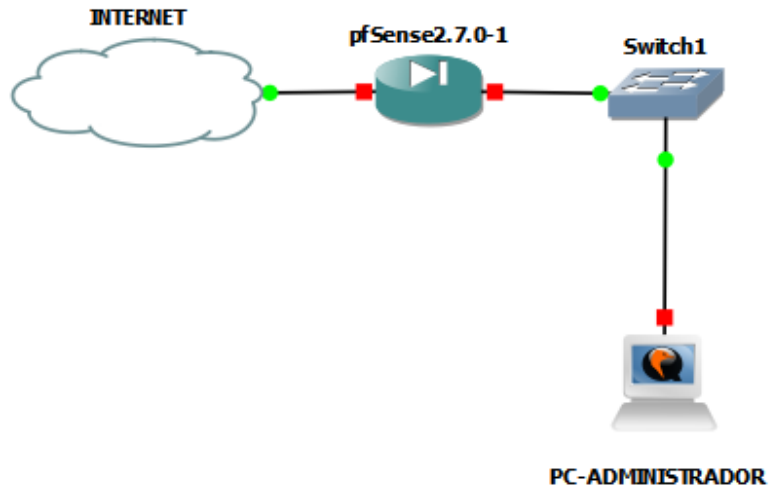 INTERNET
pfSense2.7.0-1
Switch1
PC-ADMINISTRADOR